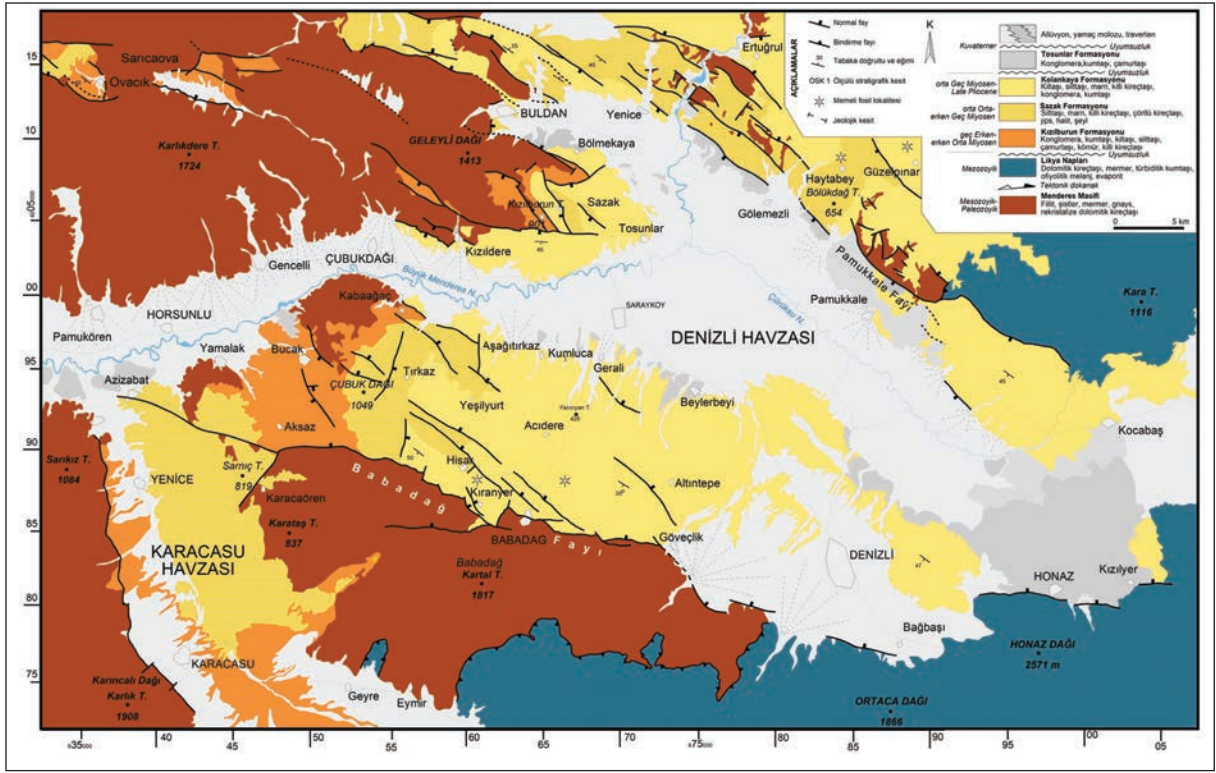 AÇIKLAMALAR
Normal fay
Bindirme fayı
Tabaka doğrultu ve eğimi
ÖSK 1 Ölçülü stratigrafik kesit
Memeli fosil lokalitesi
Jeolojik kesit
K
Kuvaterner
Allüvyon, yamaç molozu, traverten
Uyumsuzluk
Tosunlar Formasyonu
Konglomera,kumtaşı, çamurtaşı
Uyumsuzluk
orta Geç Miyosen-
Late Pliocene
Kolankaya Formasyonu
Kiltaşı, silttaşı, marn, killi kireçtaşı,
konglomera, kumtaşı
orta Orta-
erken Geç Miyosen
Sazak Formasyonu
Silttaşı, marn, killi kireçtaşı, çörtlü kireçtaşı,
jips, halit, şeyl
geç Erken-
erken Orta Miyosen
Kızılburun Formasyonu
Konglomera, kumtaşı, kiltaşı, silttaşı,
çamurtaşı, kömür, killi kireçtaşı
Uyumsuzluk
Mezozoyik
Likya Napları
Dolomitik kireçtaşı, mermer, türbiditik kumtaşı,
ofiyolitik melanj, evaporit
Tektonik dokanak
Mesozoyik-
Paleozoyik
Menderes Masifi
Fillit, şistler, mermer, gnays,
rekristalize dolomitik kireçtaşı
0 5 km
Sarıcaova
Ovacık
Karlıkdere T.
1724
GELEYLİ DAĞI
1413
BULDAN
Yenice
Bölmekaya
Ertuğrul
Haytabey
Bölükdağ T.
654
Güzelpınar
Kızılburun T.
901
Sazak
Tosunlar
Gölemezli
Kızıldere
Gencelli
ÇUBUKDAĞI
Büyük Menderes N.
Kabaağaç
SARAYKÖY
Çürüksu N.
Pamukkale
Pamukkale Fayı
Kara T.
1116
HORSUNLU
Pamukören
Yamalak
Bucak
Azizabat
DENİZLİ HAVZASI
Aşağıtırkaz
Kumluca
Gerali
Tırkaz
ÇUBUK DAĞI
1049
Yeşilyurt
Beylerbeyi
Acıdere
Kocabaş
Aksaz
Sarıkız T.
1084
YENİCE
Sarnıç T.
819
Hisar
Kıranyer
Altıntepe
Babadağ Fayı
Karacaören
Karataş T.
837
BABADAG
Göveçlik
DENİZLİ
KARACASU
HAVZASI
Babadağ
Kartal T.
1817
HONAZ
Kızılyer
Bağbaşı
KARACASU
HONAZ DAĞI
2571 m
Karıncalı Dağı
Karlık T.
1908
Geyre
Eymir
ORTACA DAĞI
1866
15
10
05000
00
95
90
85
80
75
35000 40 45 50 55 60 65 70 75000 80 85 90 95 00 05